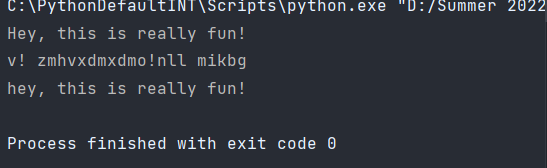 C:\PythonDefaultINT\Scripts\python.exe "D:/Summer 2022
Hey, this is really fun!
v! zmhvxdmxdmo!nll mikbg
hey, this is really fun!
Process finished with exit code 0